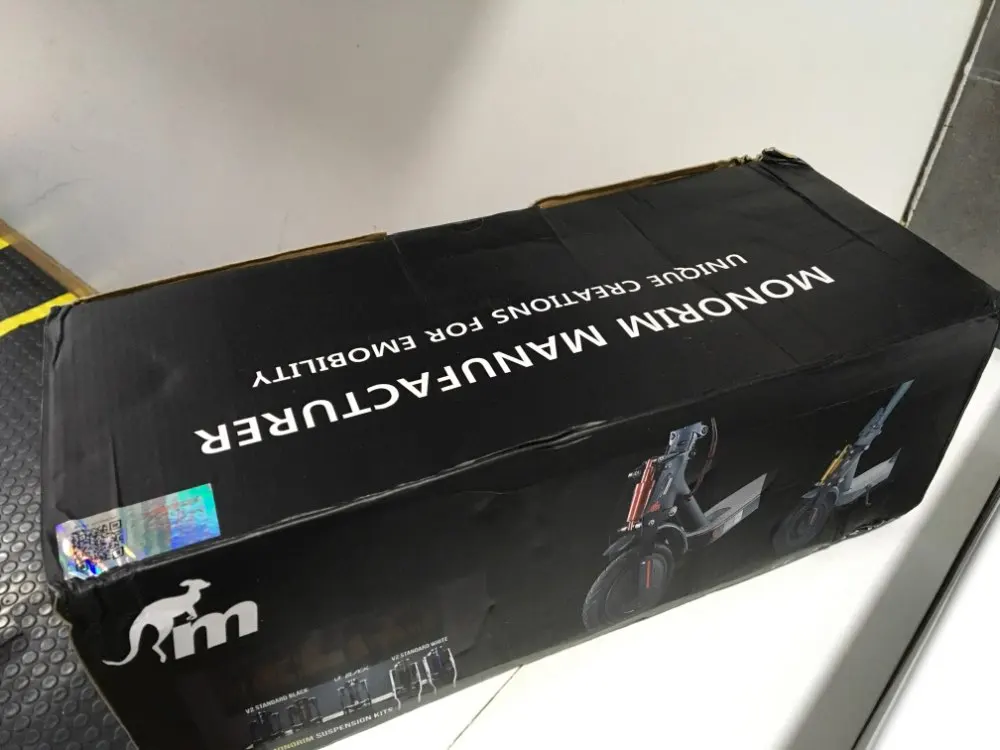 MONORIM MANUFACTURER
UNIQUE CREATIONS FOR EMOBILITY
m
V2 STANDARD BLACK
V2 STANDARD WHITE
MONORIM SUSPENSION KITS